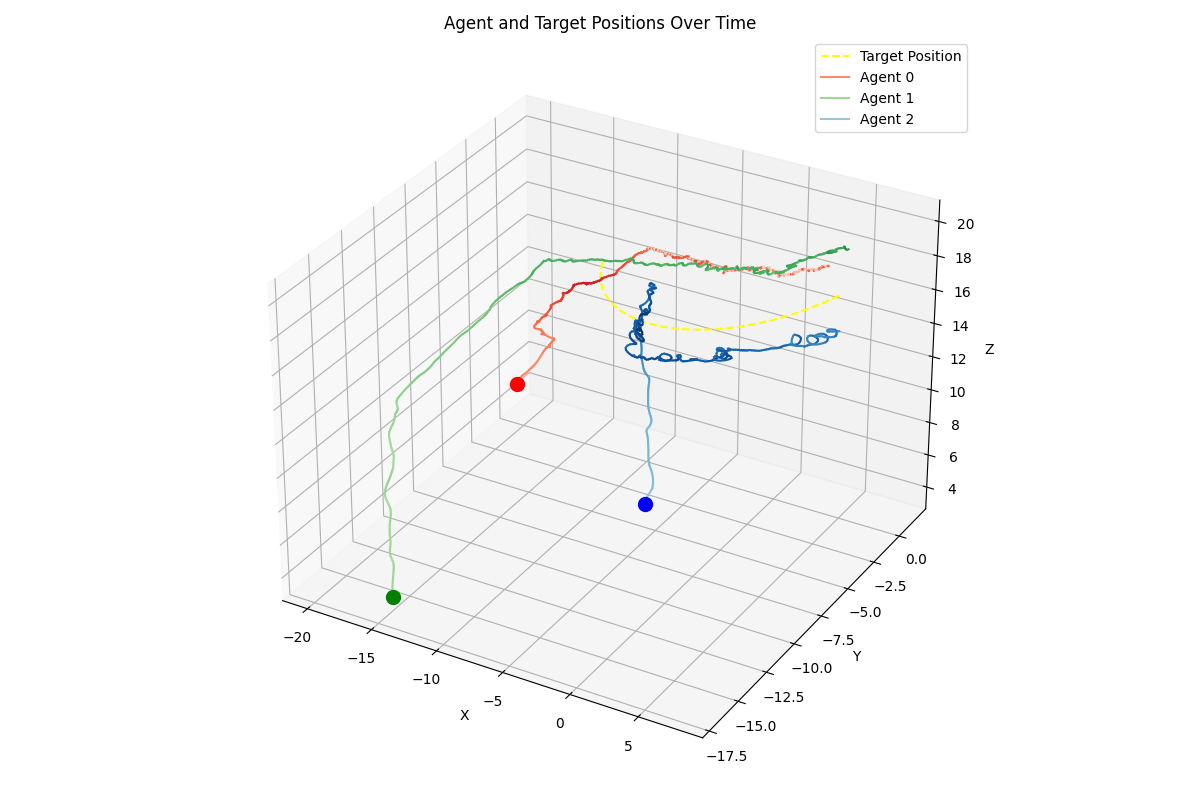 Agent and Target Positions Over Time
Target Position
Agent 0
Agent 1
Agent 2
20
18
16
14
12
10
8
6
4
Z
0.0
−2.5
−5.0
−7.5
−10.0
−12.5
−15.0
−17.5
Y
−20
−15
−10
−5
0
5
X